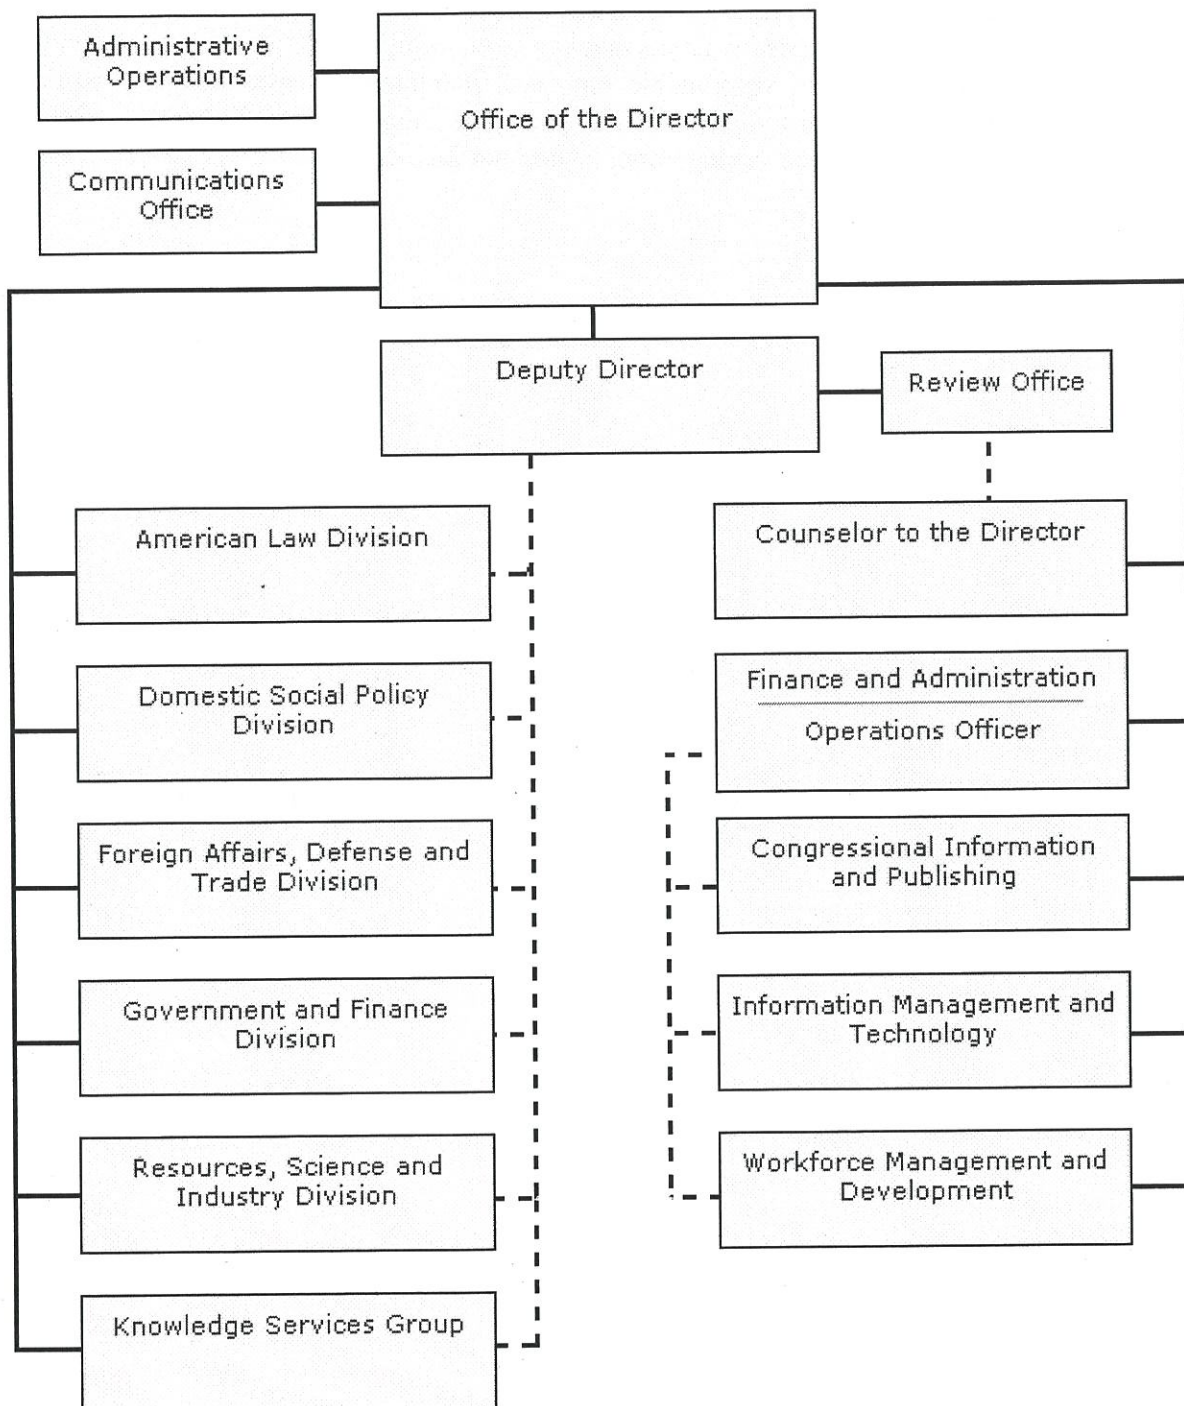 Administrative
Operations
Office of the Director
Communications
Office
Deputy Director
Review Office
American Law Division
Counselor to the Director
Domestic Social Policy
Division
Finance and Administration
Operations Officer
Foreign Affairs, Defense and
Trade Division
Congressional Information
and Publishing
Government and Finance
Division
Information Management and
Technology
Resources, Science and
Industry Division
Workforce Management and
Development
Knowledge Services Group